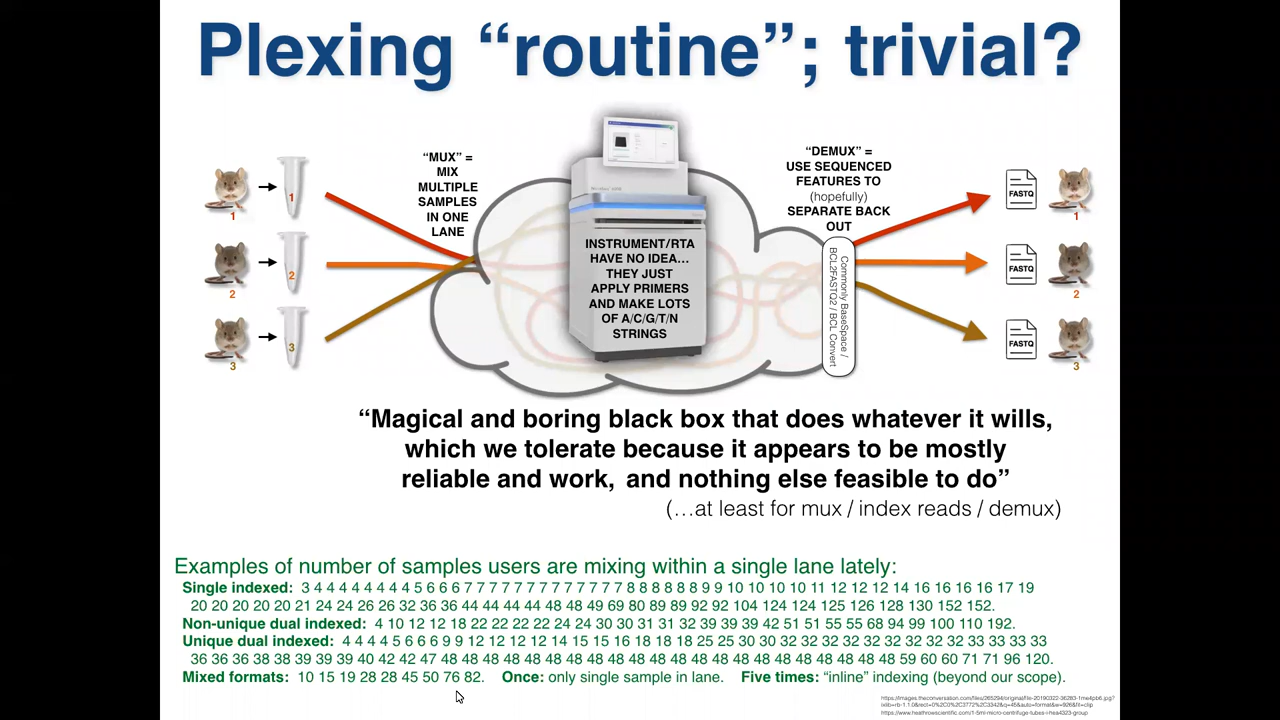 Plexing “routine”; trivial?
“MUX” =
MIX
MULTIPLE
SAMPLES
IN ONE
LANE
“DEMUX” =
USE SEQUENCED
FEATURES TO
(hopefully)
SEPARATE BACK
OUT
1
2
3
1
2
3
INSTRUMENT/RTA
HAVE NO IDEA…
THEY JUST
APPLY PRIMERS
AND MAKE LOTS
OF A/C/G/T/N
STRINGS
Commonly BaseSpace /
BCL2FASTQ2 / BCL Convert
FASTQ
1
FASTQ
2
FASTQ
3
“Magical and boring black box that does whatever it wills,
which we tolerate because it appears to be mostly
reliable and work, and nothing else feasible to do”
(…at least for mux / index reads / demux)
Examples of number of samples users are mixing within a single lane lately:
Single indexed: 3 4 4 4 4 4 4 4 4 5 6 6 6 7 7 7 7 7 7 7 7 7 7 7 7 7 8 8 8 8 8 8 9 9 10 10 10 10 11 12 12 12 14 16 16 16 16 17 19
20 20 20 20 20 21 24 24 26 26 32 36 36 44 44 44 44 48 48 49 69 80 89 89 92 92 104 124 124 125 126 128 130 152 152.
Non-unique dual indexed: 4 10 12 12 18 22 22 22 22 24 24 30 30 31 31 32 39 39 39 42 51 51 55 55 68 94 99 100 110 192.
Unique dual indexed: 4 4 4 4 5 6 6 6 9 9 12 12 12 12 14 15 15 16 18 18 18 25 25 30 30 32 32 32 32 32 32 32 32 32 33 33 33 33
36 36 36 38 38 39 39 39 40 42 42 47 48 48 48 48 48 48 48 48 48 48 48 48 48 48 48 48 48 48 48 48 48 48 59 60 60 71 71 96 120.
Mixed formats: 10 15 19 28 28 45 50 76 82. Once: only single sample in lane. Five times: “inline” indexing (beyond our scope).